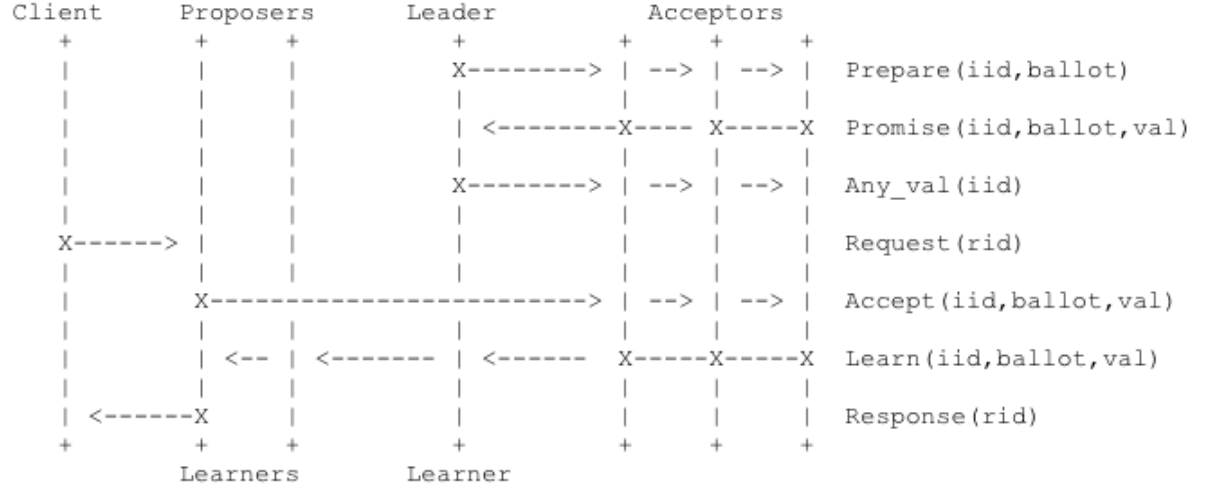 Client Proposers Leader Acceptors
+ + + + + + +
| | | X--------> | --> | --> | Prepare(iid,ballot)
| | | | | | |
| | | | <--------X---- X-----X Promise(iid,ballot,val)
| | | | | | |
| | | X--------> | --> | --> | Any_val(iid)
| | | | | | |
X------> | | | | | | Request(rid)
| | | | | | |
| X-------------------------> | --> | --> | Accept(iid,ballot,val)
| | | | | | |
| | <-- | <------- | <------ X-----X-----X Learn(iid,ballot,val)
| | | | | | |
| <------X | | | | | Response(rid)
+ + + + + + +
Learners Learner